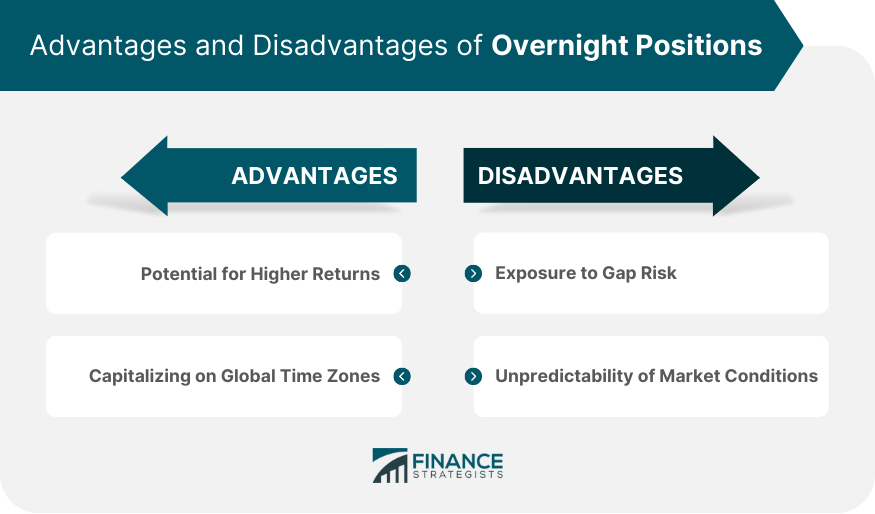 Advantages and Disadvantages of Overnight Positions
ADVANTAGES
DISADVANTAGES
Potential for Higher Returns
Exposure to Gap Risk
Capitalizing on Global Time Zones
Unpredictability of Market Conditions
FINANCE
STRATEGISTS